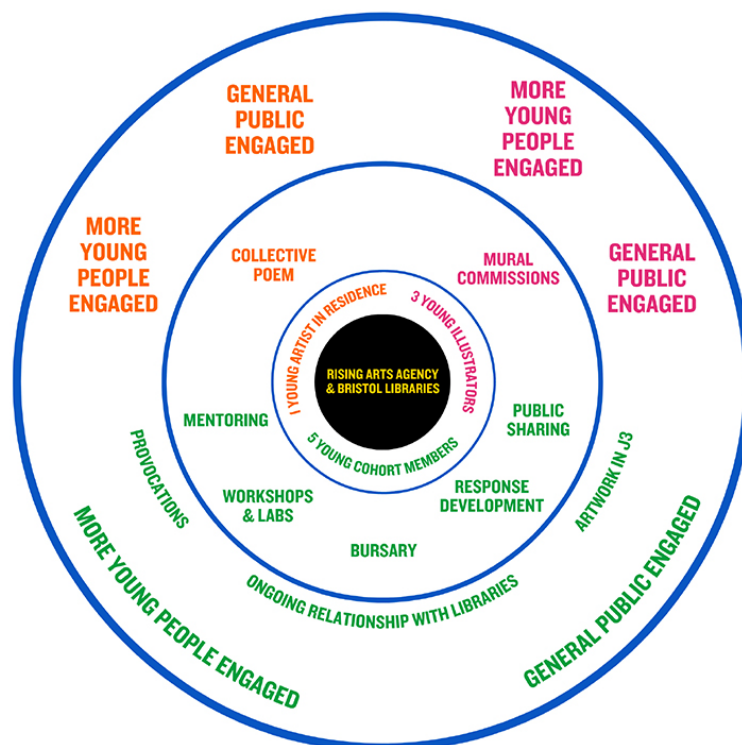 GENERAL
PUBLIC
ENGAGED
MORE
YOUNG
PEOPLE
ENGAGED
MORE
YOUNG
PEOPLE
ENGAGED
GENERAL
PUBLIC
ENGAGED
COLLECTIVE
POEM
MURAL
COMMISSIONS
1 YOUNG ARTIST IN RESIDENCE
3 YOUNG ILLUSTRATORS
RISING ARTS AGENCY
& BRISTOL LIBRARIES
5 YOUNG COHORT MEMBERS
MENTORING
PUBLIC
SHARING
WORKSHOPS
& LABS
RESPONSE
DEVELOPMENT
BURSARY
PROVOCATIONS
ONGOING RELATIONSHIP WITH LIBRARIES
ARTWORK IN J3
MORE YOUNG PEOPLE ENGAGED
GENERAL PUBLIC ENGAGED